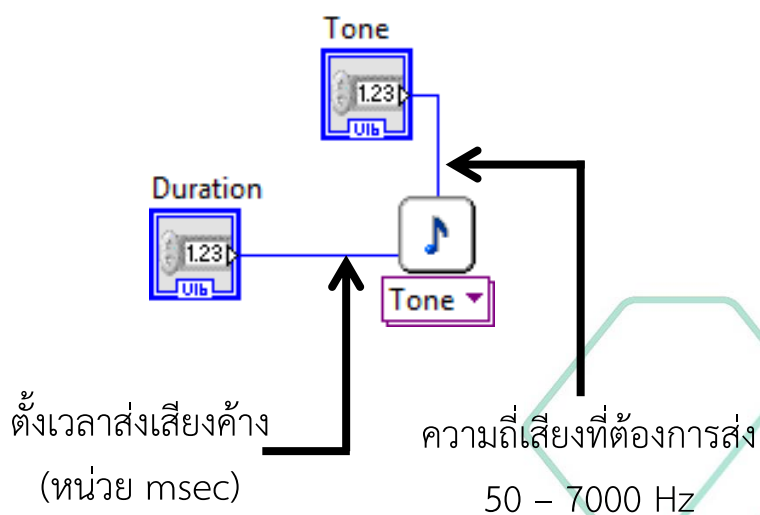 Tone
1.23
U16
Duration
1.23
U16
Tone
ตั้งเวลาส่งเสียงค้าง
(หน่วย msec)
ความถี่เสียงที่ต้องการส่ง
50 – 7000 Hz